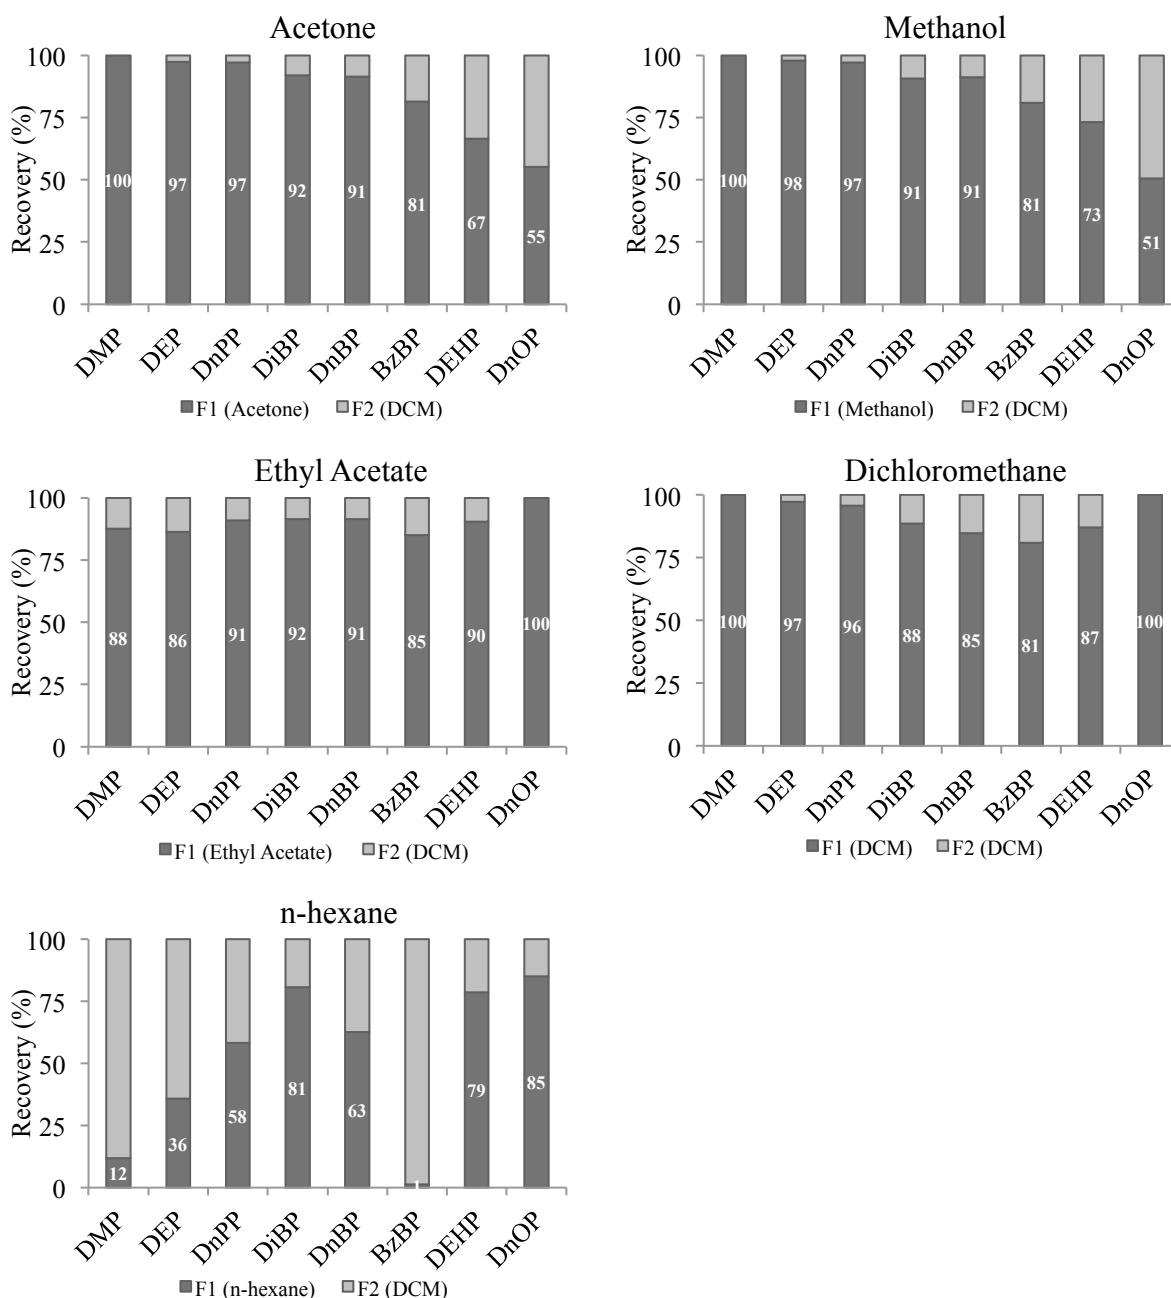 Acetone
Recovery (%)
100
75
50
25
0
100 97 97 92 91 81 67 55
DMP DEP DnPP DiBP DnBP BzBP DEHP DnOP
F1 (Acetone) F2 (DCM)
Methanol
Recovery (%)
100
75
50
25
0
100 98 97 91 91 81 73 51
DMP DEP DnPP DiBP DnBP BzBP DEHP DnOP
F1 (Methanol) F2 (DCM)
Ethyl Acetate
Recovery (%)
100
75
50
25
0
88 86 91 92 91 85 90 100
DMP DEP DnPP DiBP DnBP BzBP DEHP DnOP
F1 (Ethyl Acetate) F2 (DCM)
Dichloromethane
Recovery (%)
100
75
50
25
0
100 97 96 88 85 81 87 100
DMP DEP DnPP DiBP DnBP BzBP DEHP DnOP
F1 (DCM) F2 (DCM)
n-hexane
Recovery (%)
100
75
50
25
0
12 36 58 81 63 1 79 85
DMP DEP DnPP DiBP DnBP BzBP DEHP DnOP
F1 (n-hexane) F2 (DCM)